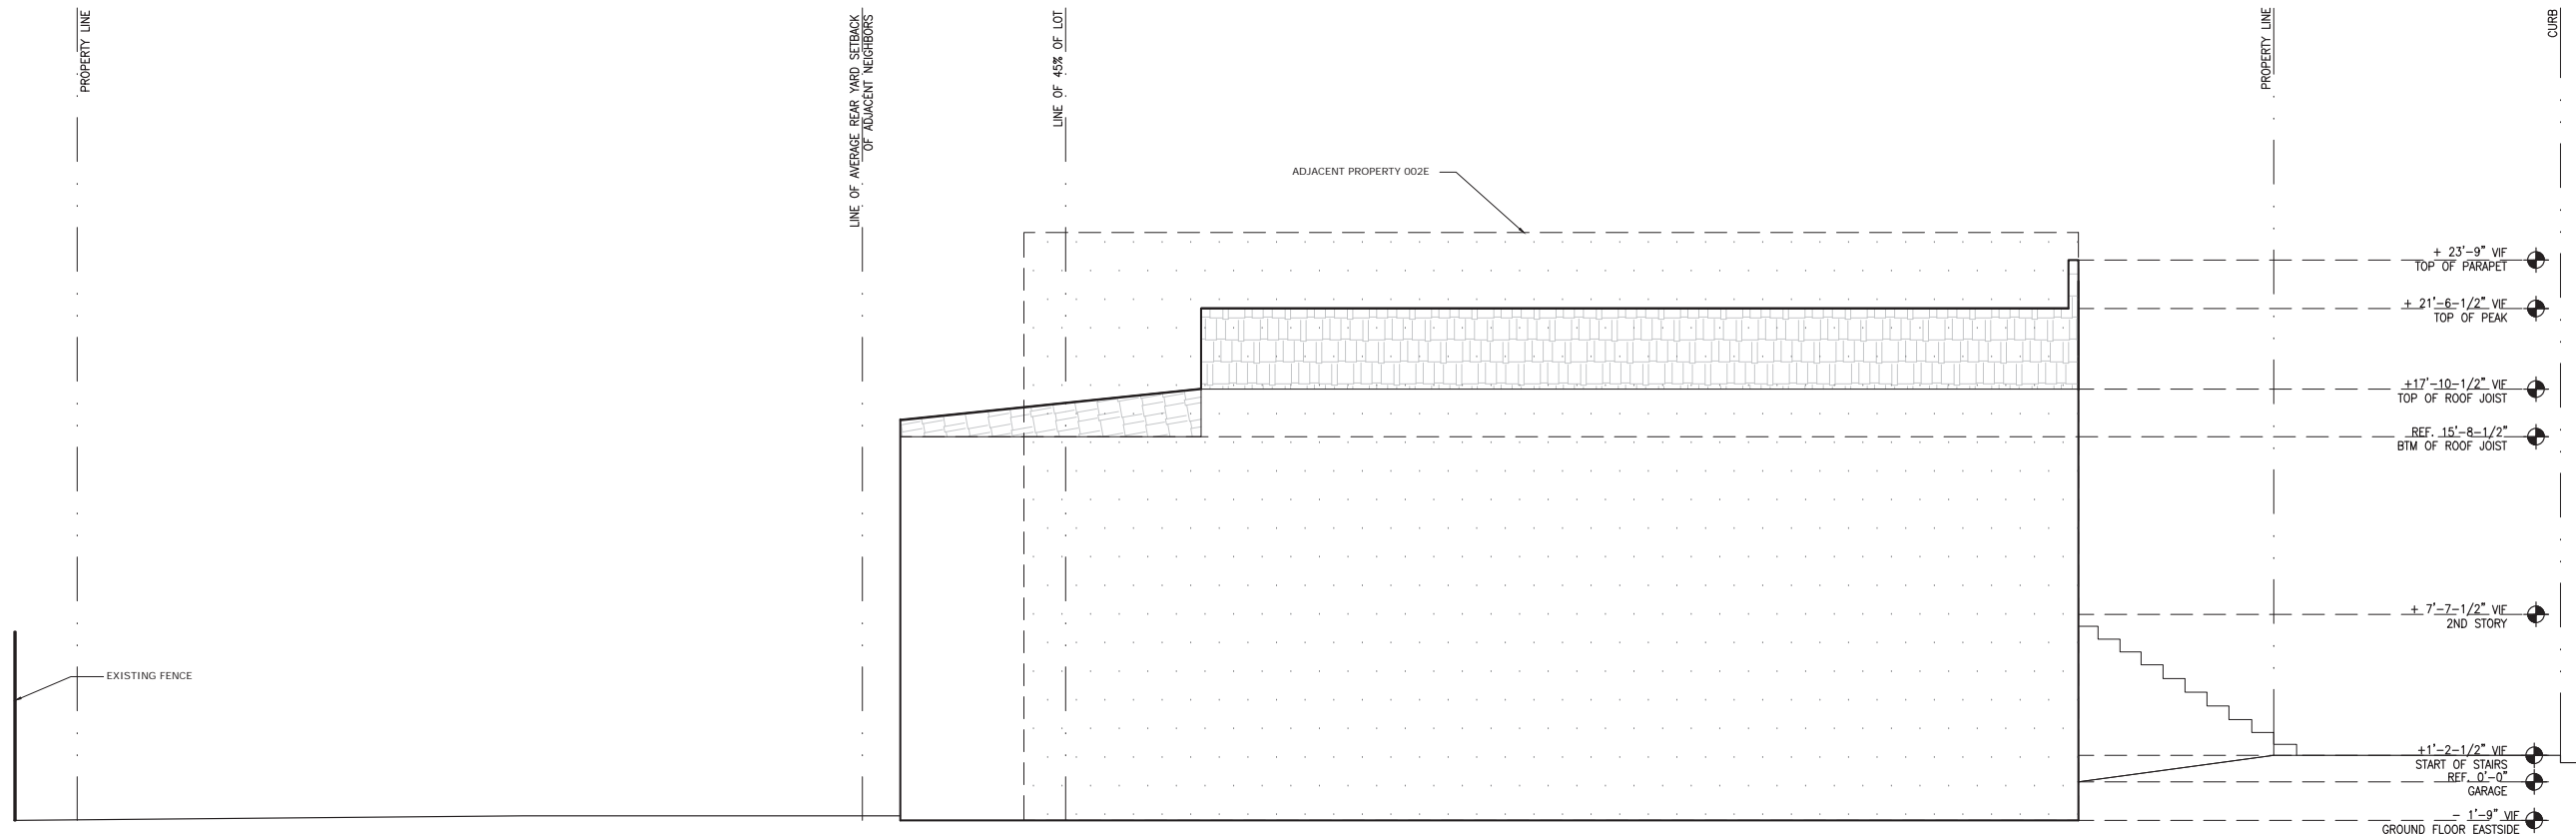 PROPERTY LINE
LINE OF AVERAGE REAR YARD SETBACK
OF ADJACENT NEIGHBORS
LINE OF 45% OF LOT
PROPERTY LINE
CURB
ADJACENT PROPERTY 002E
+ 23'-9" VIF
TOP OF PARAPET
+ 21'-6-1/2" VIF
TOP OF PEAK
+17'-10-1/2" VIF
TOP OF ROOF JOIST
REF. 15'-8-1/2"
BTM OF ROOF JOIST
+ 7'-7-1/2" VIF
2ND STORY
EXISTING FENCE
+1'-2-1/2" VIF
START OF STAIRS
REF. 0'-0"
GARAGE
- 1'-9" VIF
GROUND FLOOR EASTSIDE